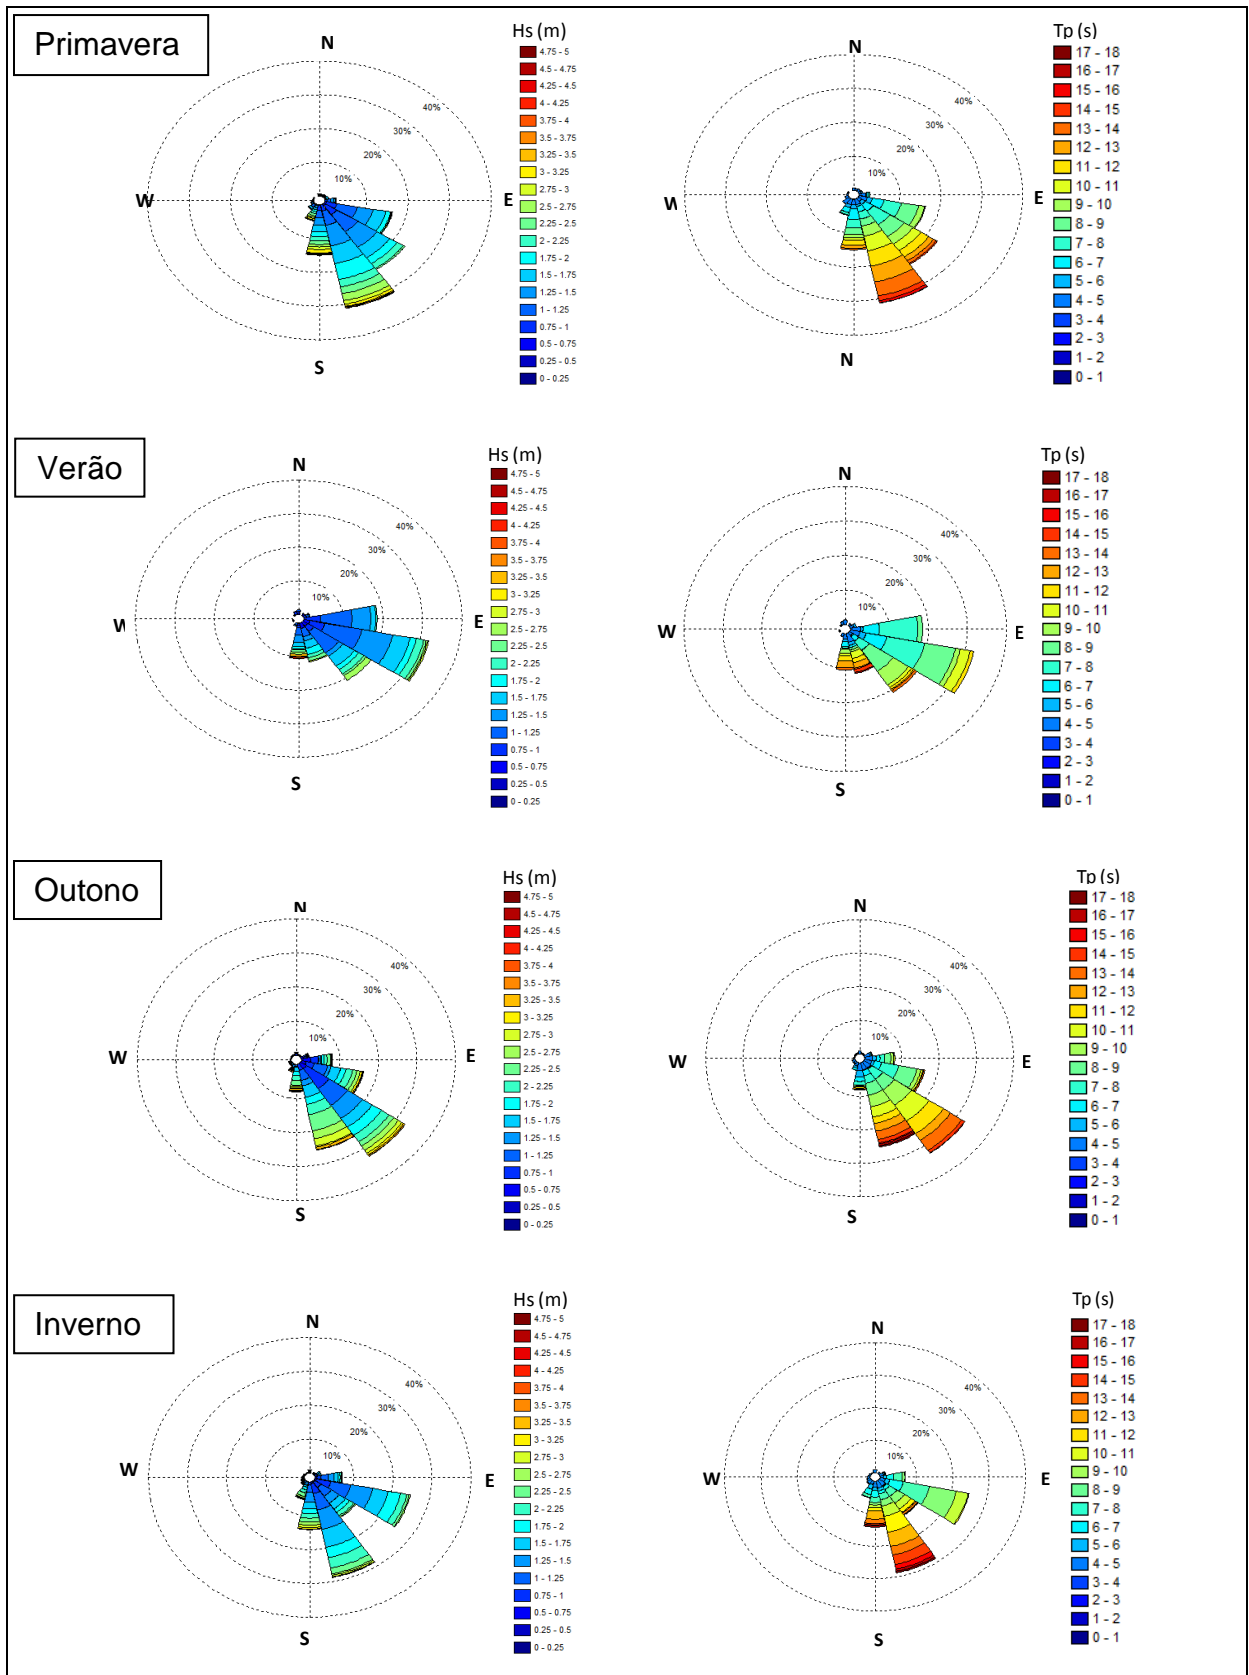 Primavera
Hs (m)
N
W
E
S
10%
20%
30%
40%
4.75 - 5
4.5 - 4.75
4.25 - 4.5
4 - 4.25
3.75 - 4
3.5 - 3.75
3.25 - 3.5
3 - 3.25
2.75 - 3
2.5 - 2.75
2.25 - 2.5
2 - 2.25
1.75 - 2
1.5 - 1.75
1.25 - 1.5
1 - 1.25
0.75 - 1
0.5 - 0.75
0.25 - 0.5
0 - 0.25
Tp (s)
N
W
E
N
10%
20%
30%
40%
17 - 18
16 - 17
15 - 16
14 - 15
13 - 14
12 - 13
11 - 12
10 - 11
9 - 10
8 - 9
7 - 8
6 - 7
5 - 6
4 - 5
3 - 4
2 - 3
1 - 2
0 - 1
Verão
Hs (m)
N
W
E
S
10%
20%
30%
40%
4.75 - 5
4.5 - 4.75
4.25 - 4.5
4 - 4.25
3.75 - 4
3.5 - 3.75
3.25 - 3.5
3 - 3.25
2.75 - 3
2.5 - 2.75
2.25 - 2.5
2 - 2.25
1.75 - 2
1.5 - 1.75
1.25 - 1.5
1 - 1.25
0.75 - 1
0.5 - 0.75
0.25 - 0.5
0 - 0.25
Tp (s)
N
W
E
S
10%
20%
30%
40%
17 - 18
16 - 17
15 - 16
14 - 15
13 - 14
12 - 13
11 - 12
10 - 11
9 - 10
8 - 9
7 - 8
6 - 7
5 - 6
4 - 5
3 - 4
2 - 3
1 - 2
0 - 1
Outono
Hs (m)
N
W
E
S
10%
20%
30%
40%
4.75 - 5
4.5 - 4.75
4.25 - 4.5
4 - 4.25
3.75 - 4
3.5 - 3.75
3.25 - 3.5
3 - 3.25
2.75 - 3
2.5 - 2.75
2.25 - 2.5
2 - 2.25
1.75 - 2
1.5 - 1.75
1.25 - 1.5
1 - 1.25
0.75 - 1
0.5 - 0.75
0.25 - 0.5
0 - 0.25
Tp (s)
N
W
E
S
10%
20%
30%
40%
17 - 18
16 - 17
15 - 16
14 - 15
13 - 14
12 - 13
11 - 12
10 - 11
9 - 10
8 - 9
7 - 8
6 - 7
5 - 6
4 - 5
3 - 4
2 - 3
1 - 2
0 - 1
Inverno
Hs (m)
N
W
E
S
10%
20%
30%
40%
4.75 - 5
4.5 - 4.75
4.25 - 4.5
4 - 4.25
3.75 - 4
3.5 - 3.75
3.25 - 3.5
3 - 3.25
2.75 - 3
2.5 - 2.75
2.25 - 2.5
2 - 2.25
1.75 - 2
1.5 - 1.75
1.25 - 1.5
1 - 1.25
0.75 - 1
0.5 - 0.75
0.25 - 0.5
0 - 0.25
Tp (s)
N
W
E
S
10%
20%
30%
40%
17 - 18
16 - 17
15 - 16
14 - 15
13 - 14
12 - 13
11 - 12
10 - 11
9 - 10
8 - 9
7 - 8
6 - 7
5 - 6
4 - 5
3 - 4
2 - 3
1 - 2
0 - 1